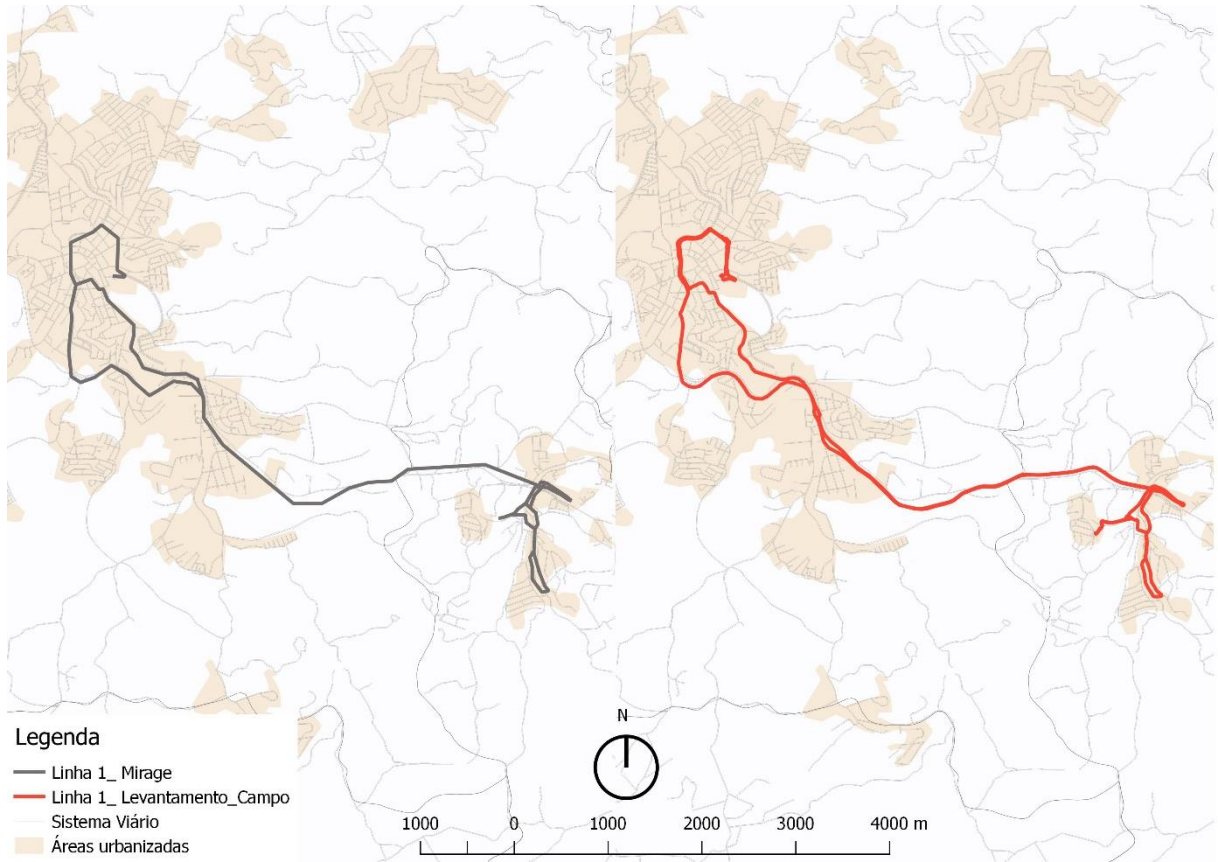 Legenda
Linha 1_ Mirage
Linha 1_ Levantamento_Campo
Sistema Viário
Áreas urbanizadas
N
1000 0 1000 2000 3000 4000 m